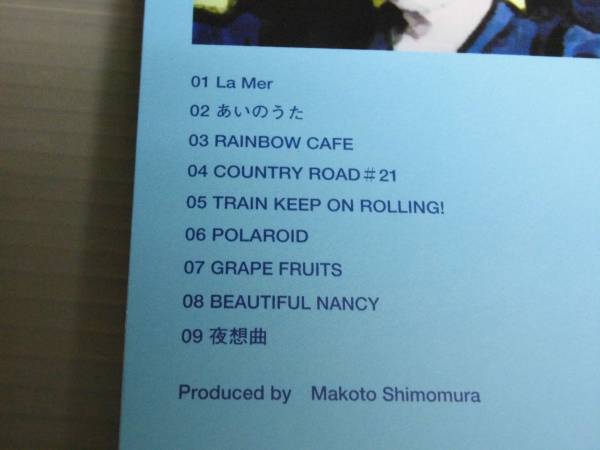 01 La Mer
02 あいのうた
03 RAINBOW CAFE
04 COUNTRY ROAD♯21
05 TRAIN KEEP ON ROLLING!
06 POLAROID
07 GRAPE FRUITS
08 BEAUTIFUL NANCY
09 夜想曲
Produced by Makoto Shimomura